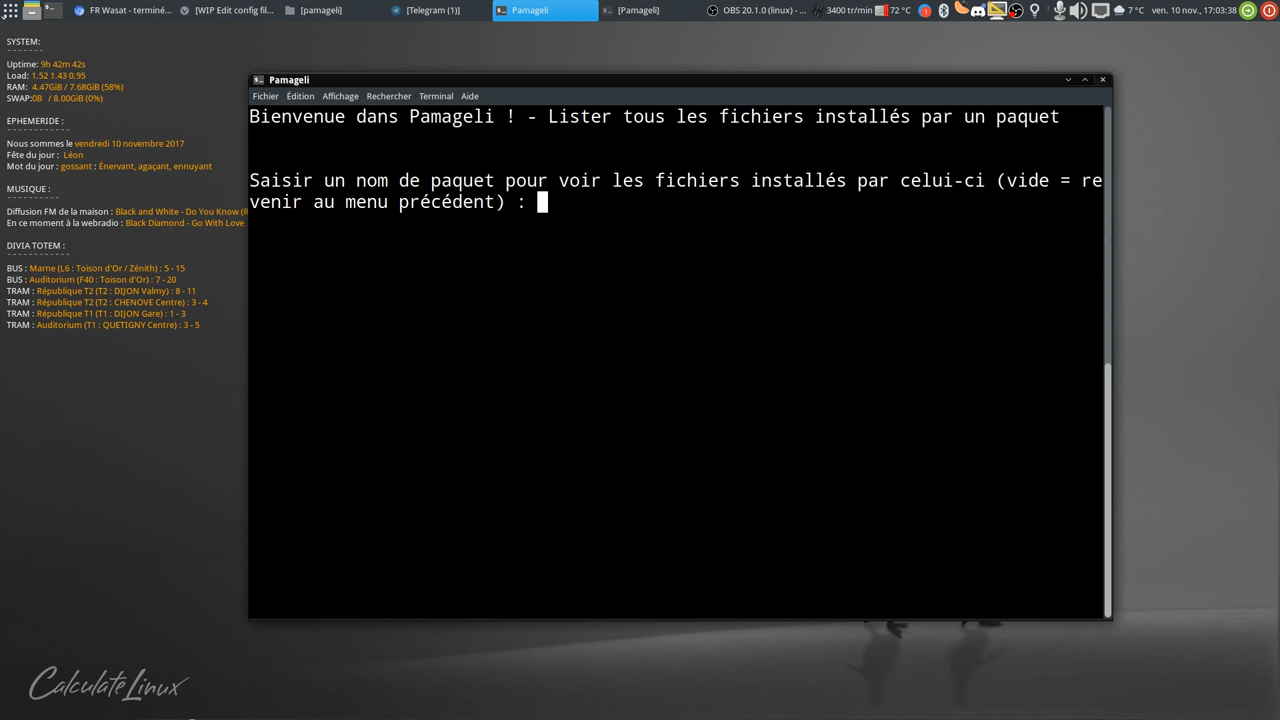 FR Wasat - terminé...
[WIP Edit config fil...
[pamageli]
[Telegram (1)]
Pamageli
[Pamageli]
OBS 20.1.0 (linux) - ...
3400 tr/min
72 °C
7 °C
ven. 10 nov., 17:03:38
SYSTEM:
Uptime: 9h 42m 42s
Load: 1.52 1.43 0.95
RAM: 4.47GiB / 7.68GiB (58%)
SWAP:0B / 8.00GiB (0%)
EPHEMERIDE :
Nous sommes le vendredi 10 novembre 2017
Fête du jour : Léon
Mot du jour : gossant : Énervant, agaçant, ennuyant
MUSIQUE :
Diffusion FM de la maison : Black and White - Do You Know (R
En ce moment à la webradio : Black Diamond - Go With Love
DIVIA TOTEM :
BUS : Marne (L6 : Toison d'Or / Zénith) : 5 - 15
BUS : Auditorium (F40 : Toison d'Or) : 7 - 20
TRAM : République T2 (T2 : DIJON Valmy) : 8 - 11
TRAM : République T2 (T2 : CHENOVE Centre) : 3 - 4
TRAM : République T1 (T1 : DIJON Gare) : 1 - 3
TRAM : Auditorium (T1 : QUETIGNY Centre) : 3 - 5
Pamageli
Fichier Édition Affichage Rechercher Terminal Aide
Bienvenue dans Pamageli ! - Lister tous les fichiers installés par un paquet
Saisir un nom de paquet pour voir les fichiers installés par celui-ci (vide = re
venir au menu précédent) :
Calculate Linux